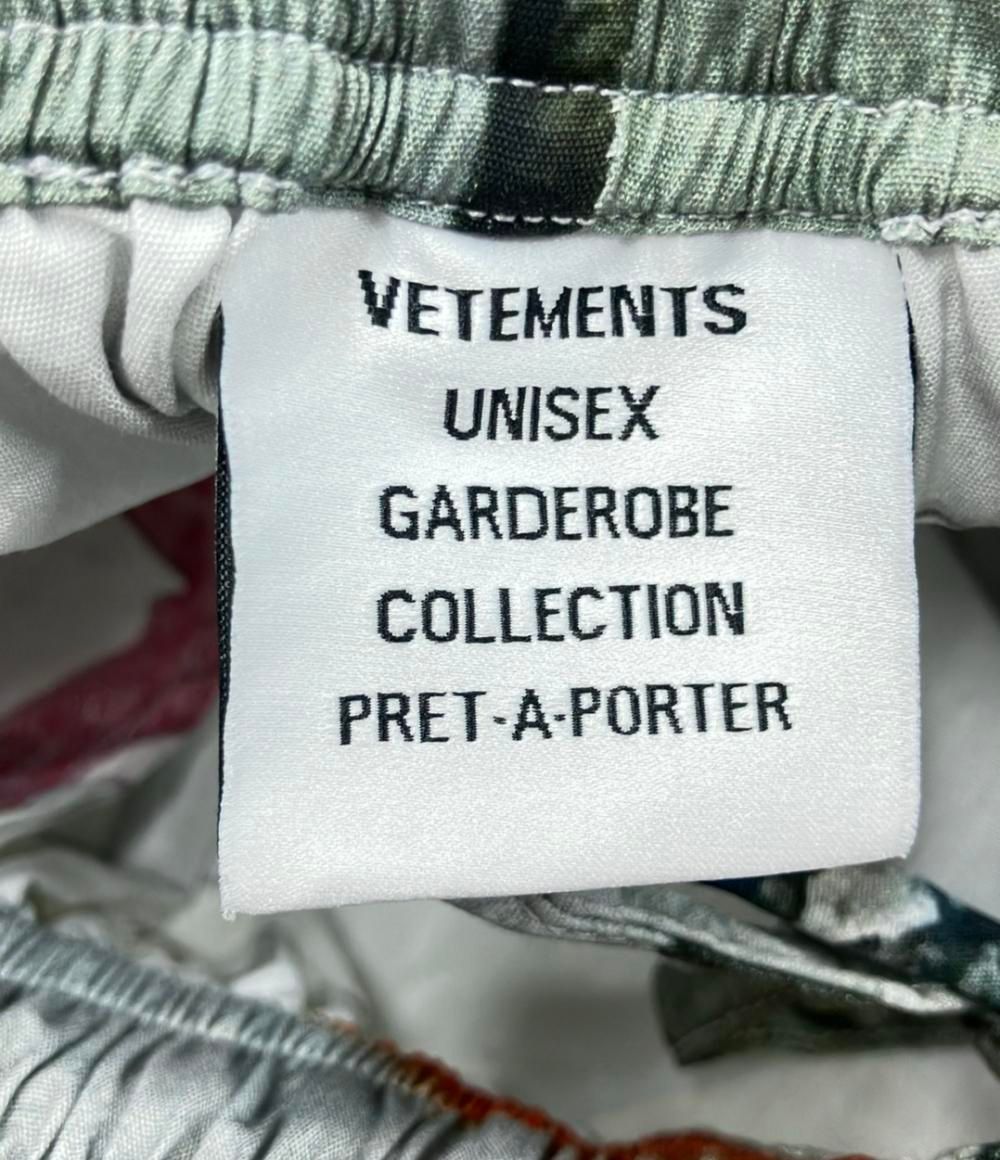 VETEMENTS
UNISEX
GARDEROBE
COLLECTION
PRET-A-PORTER